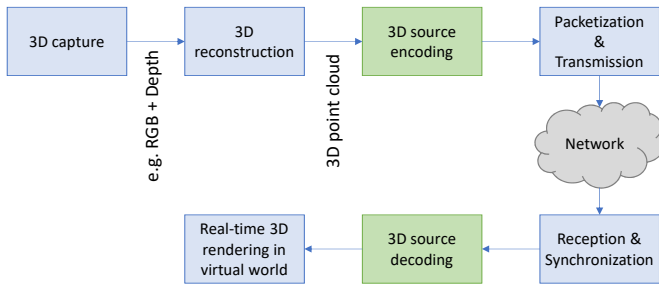 3D capture
e.g. RGB + Depth
3D
reconstruction
3D point cloud
3D source
encoding
Packetization
&
Transmission
Network
Reception &
Synchronization
3D source
decoding
Real-time 3D
rendering in
virtual world